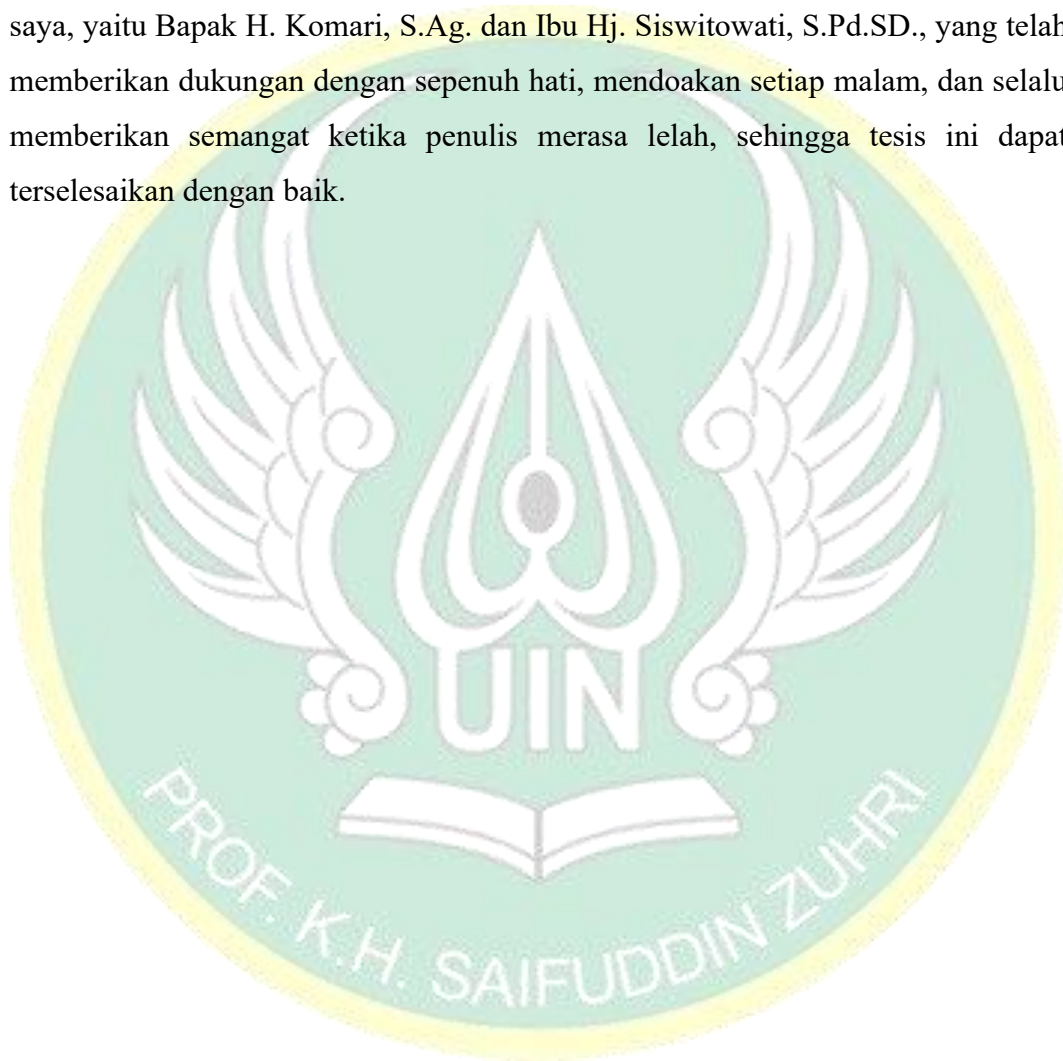 saya, yaitu Bapak H. Komari, S.Ag. dan Ibu Hj. Siswitowati, S.Pd.SD., yang telah
memberikan dukungan dengan sepenuh hati, mendoakan setiap malam, dan selalu
memberikan semangat ketika penulis merasa lelah, sehingga tesis ini dapat
terselesaikan dengan baik.
UIN
PROF. K.H. SAIFUDDIN ZUHRI